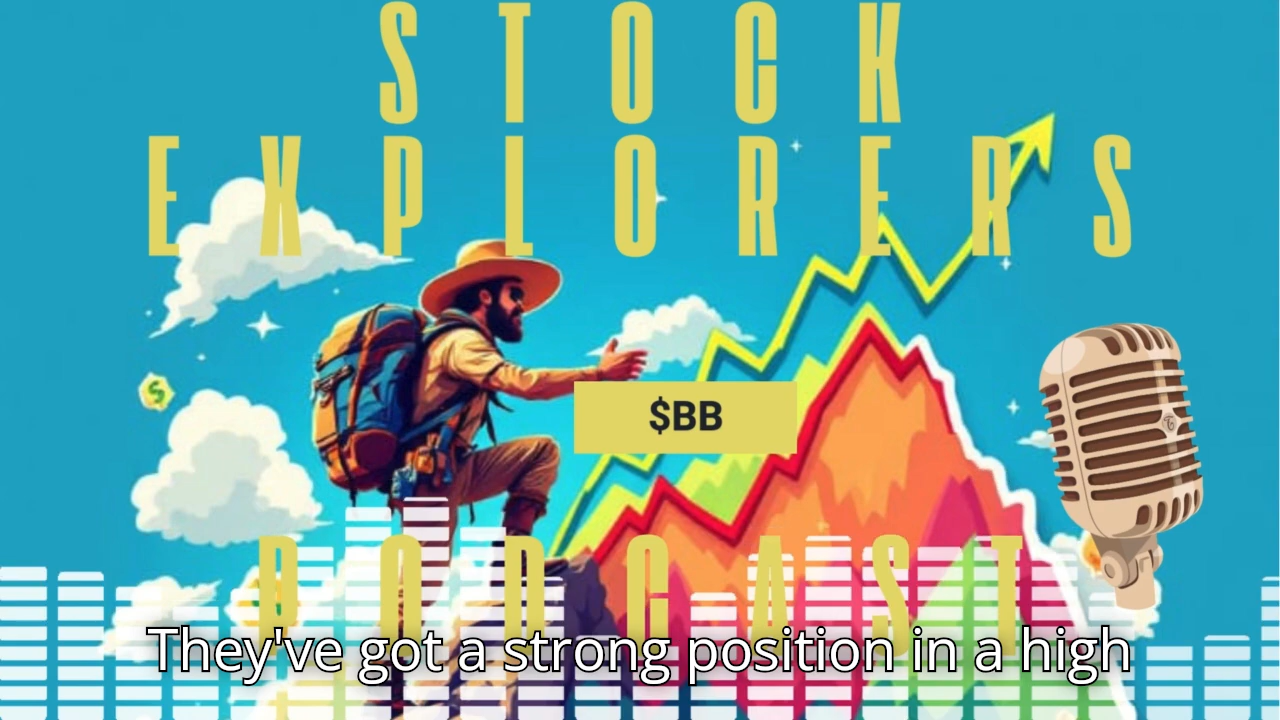 STOCK
EXPLORERS
$BB
PODCAST
They've got a strong position in a high